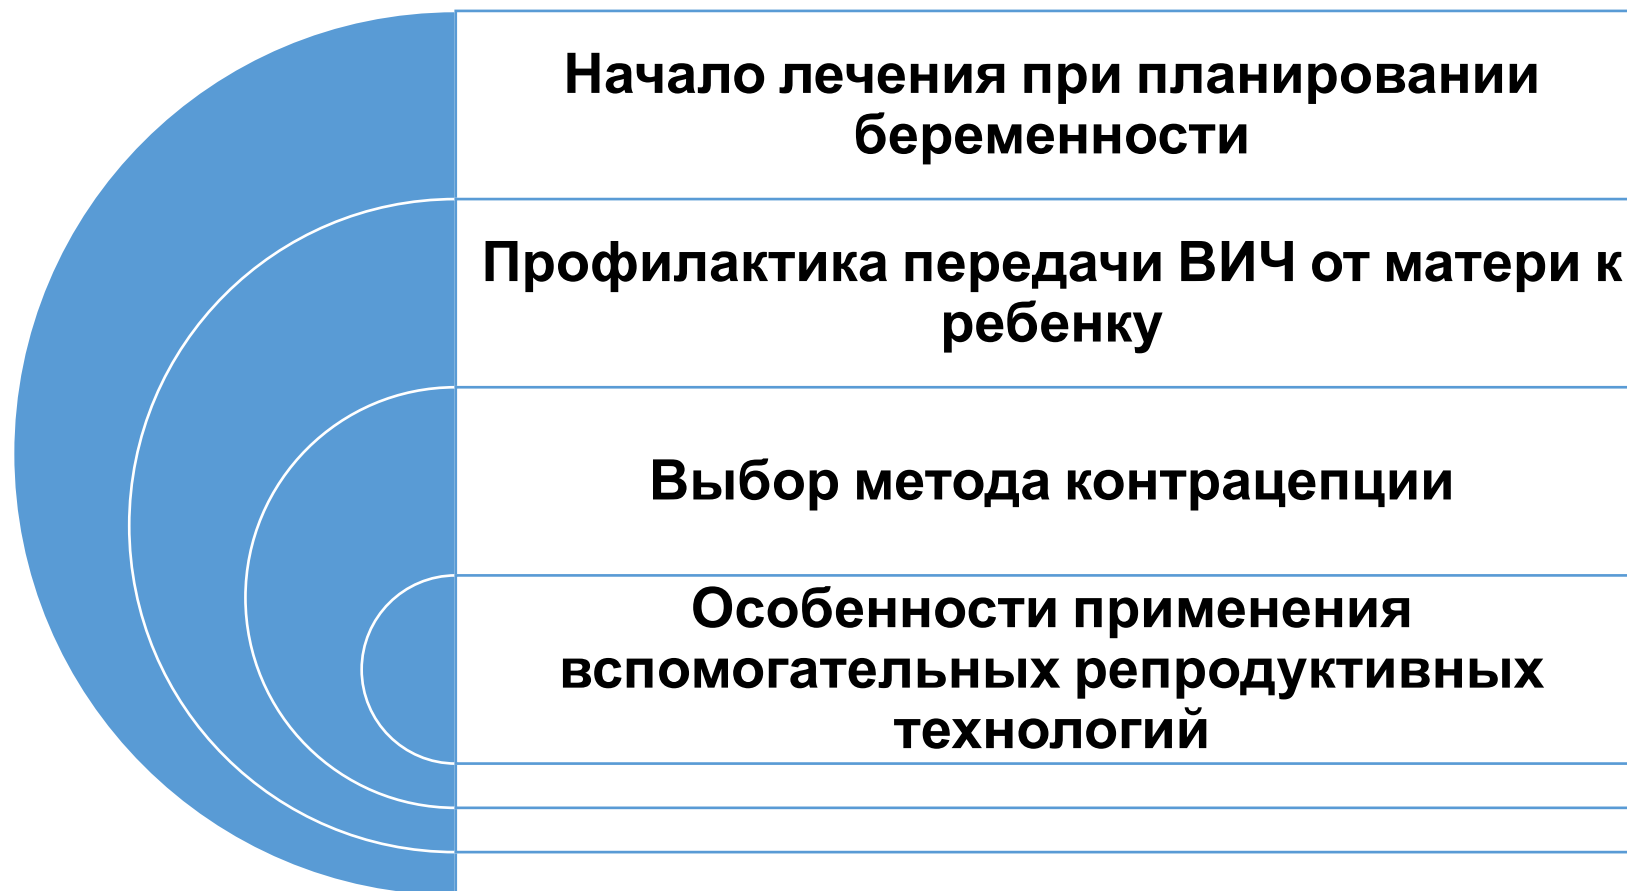 Начало лечения при планировании
беременности
Профилактика передачи ВИЧ от матери к
ребенку
Выбор метода контрацепции
Особенности применения
вспомогательных репродуктивных
технологий